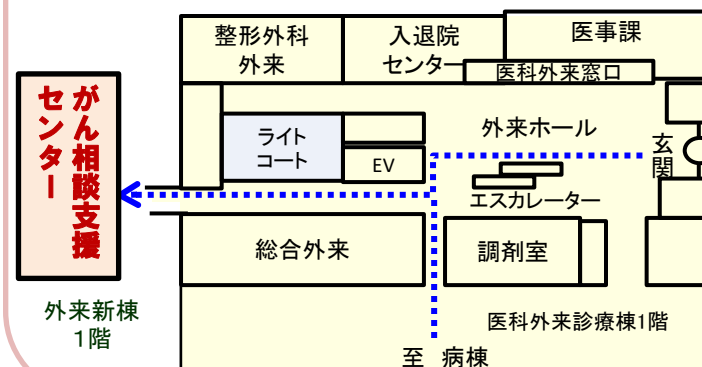 整形外科
外来
入退院
センター
医事課
医科外来窓口
がん相談支援
センター
ライト
コート
EV
外来ホール
玄関
エスカレーター
総合外来
調剤室
外来新棟
1階
医科外来診療棟1階
至 病棟